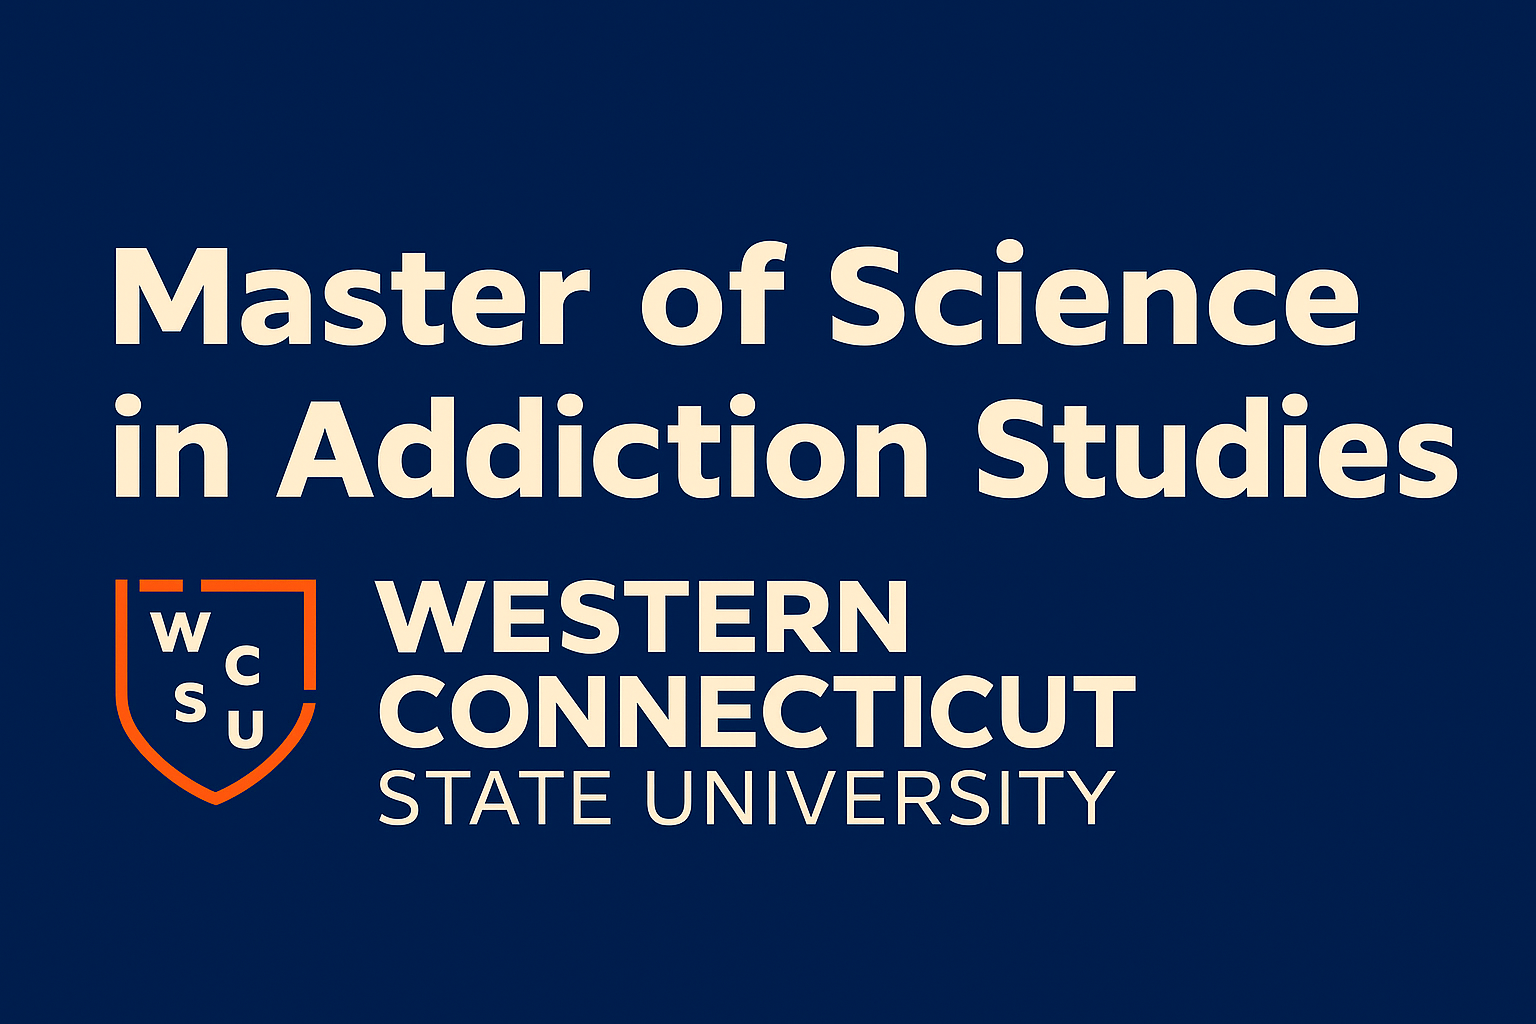 Master of Science
in Addiction Studies
W
C
S
U
WESTERN
CONNECTICUT
STATE UNIVERSITY